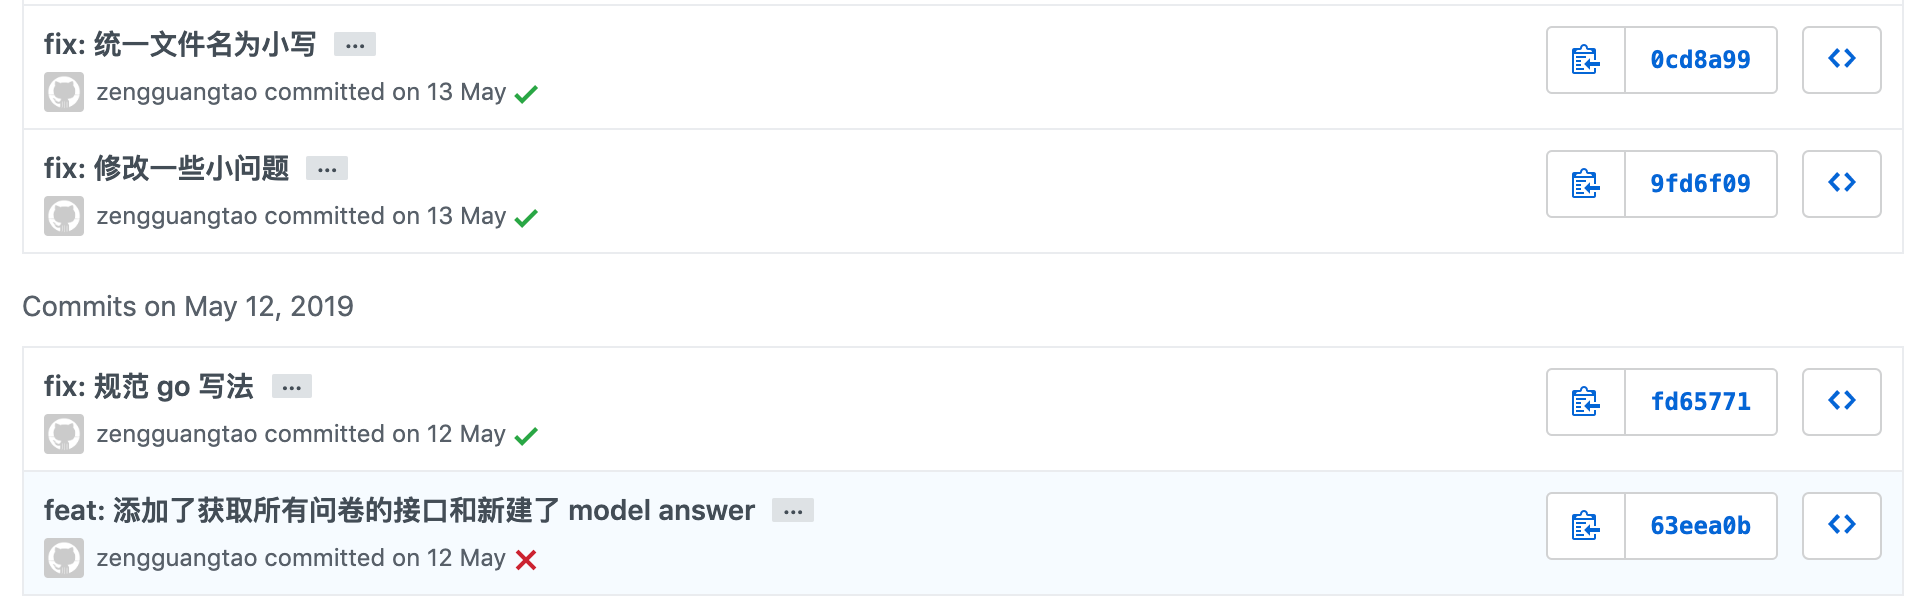 fix: 统一文件名为小写 ...
zengguangtao committed on 13 May
0cd8a99
fix: 修改一些小问题 ...
zengguangtao committed on 13 May
9fd6f09
Commits on May 12, 2019
fix: 规范 go 写法 ...
zengguangtao committed on 12 May
fd65771
feat: 添加了获取所有问卷的接口和新建了 model answer ...
zengguangtao committed on 12 May
63eea0b